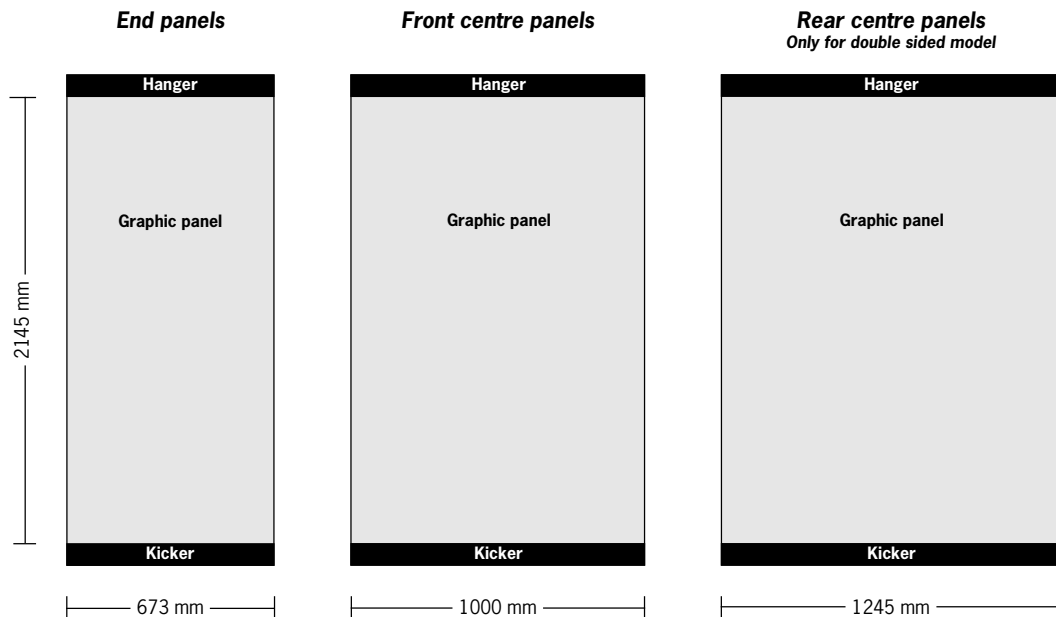 End panels
Front centre panels
Rear centre panels
Only for double sided model
Hanger
Hanger
Hanger
Graphic panel
Graphic panel
Graphic panel
2145 mm
Kicker
Kicker
Kicker
673 mm
1000 mm
1245 mm